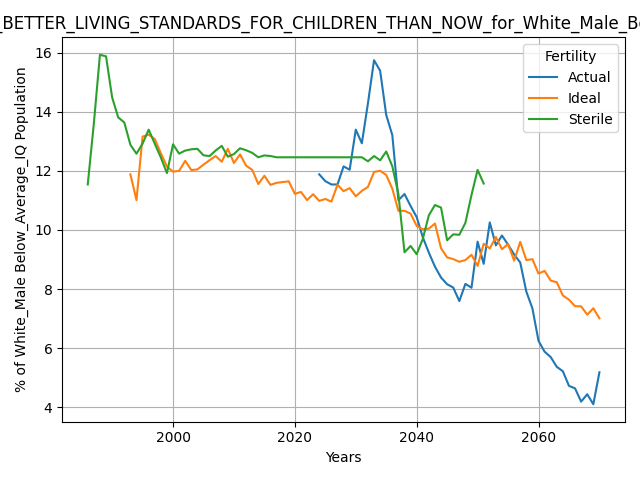 _BETTER_LIVING_STANDARDS_FOR_CHILDREN_THAN_NOW_for_White_Male_Be
% of White_Male Below_Average_IQ Population
16
14
12
10
8
6
4
Fertility
Actual
Ideal
Sterile
2000
2020
2040
2060
Years